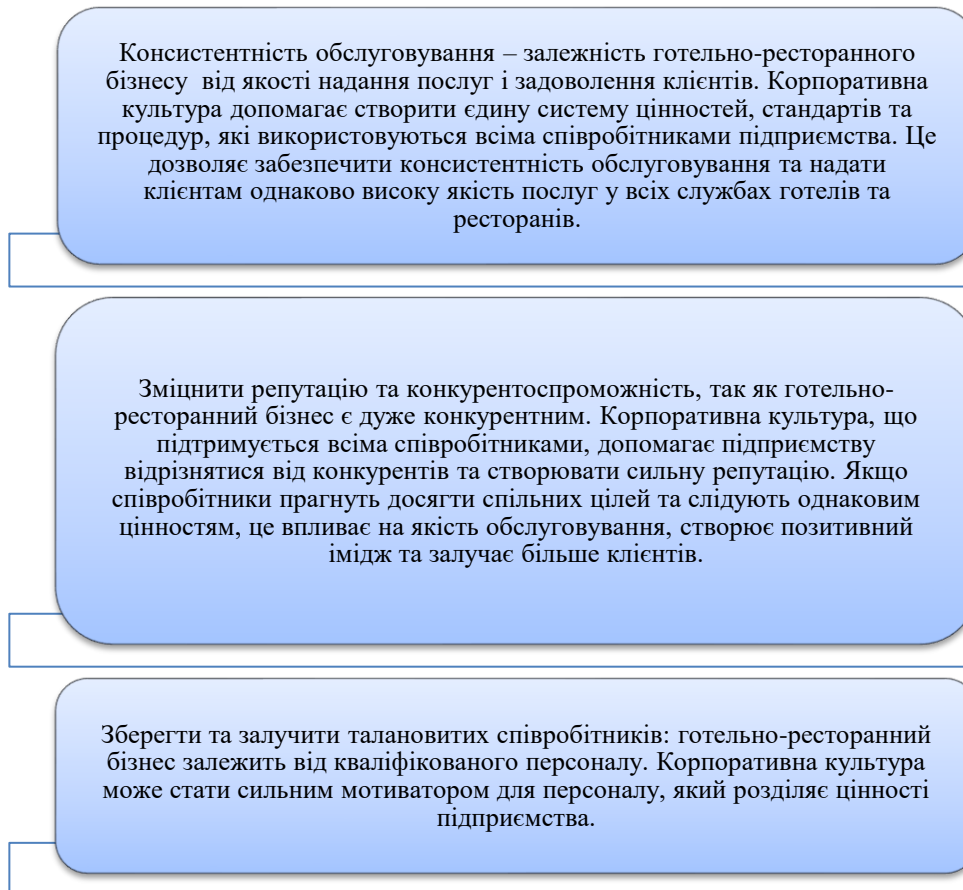 Консистентність обслуговування – залежність готельно-ресторанного
бізнесу  від якості надання послуг і задоволення клієнтів. Корпоративна
культура допомагає створити єдину систему цінностей, стандартів та
процедур, які використовуються всіма співробітниками підприємства. Це
дозволяє забезпечити консистентність обслуговування та надати
клієнтам однаково високу якість послуг у всіх службах готелів та
ресторанів.
Зміцнити репутацію та конкурентоспроможність, так як готельно-
ресторанний бізнес є дуже конкурентним. Корпоративна культура, що
підтримується всіма співробітниками, допомагає підприємству
відрізнятися від конкурентів та створювати сильну репутацію. Якщо
співробітники прагнуть досягти спільних цілей та слідують однаковим
цінностям, це впливає на якість обслуговування, створює позитивний
імідж та залучає більше клієнтів.
Зберегти та залучити талановитих співробітників: готельно-ресторанний
бізнес залежить від кваліфікованого персоналу. Корпоративна культура
може стати сильним мотиватором для персоналу, який розділяє цінності
підприємства.